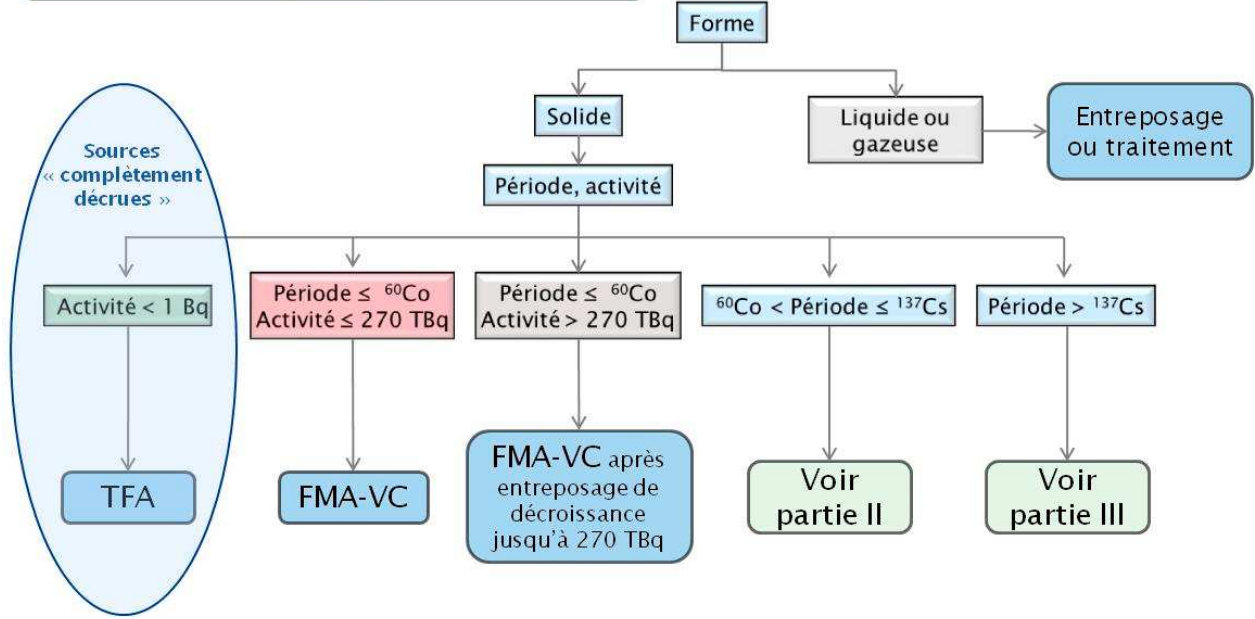 Forme
Solide
Liquide ou
gazeuse
Entreposage
ou traitement
Sources
« complètement
décrues »
Période, activité
Activité < 1 Bq
Période ≤ ⁶⁰Co
Activité ≤ 270 TBq
Période ≤ ⁶⁰Co
Activité > 270 TBq
⁶⁰Co < Période ≤ ¹³⁷Cs
Période > ¹³⁷Cs
TFA
FMA-VC
FMA-VC après
entreposage de
décroissance
jusqu'à 270 TBq
Voir
partie II
Voir
partie III